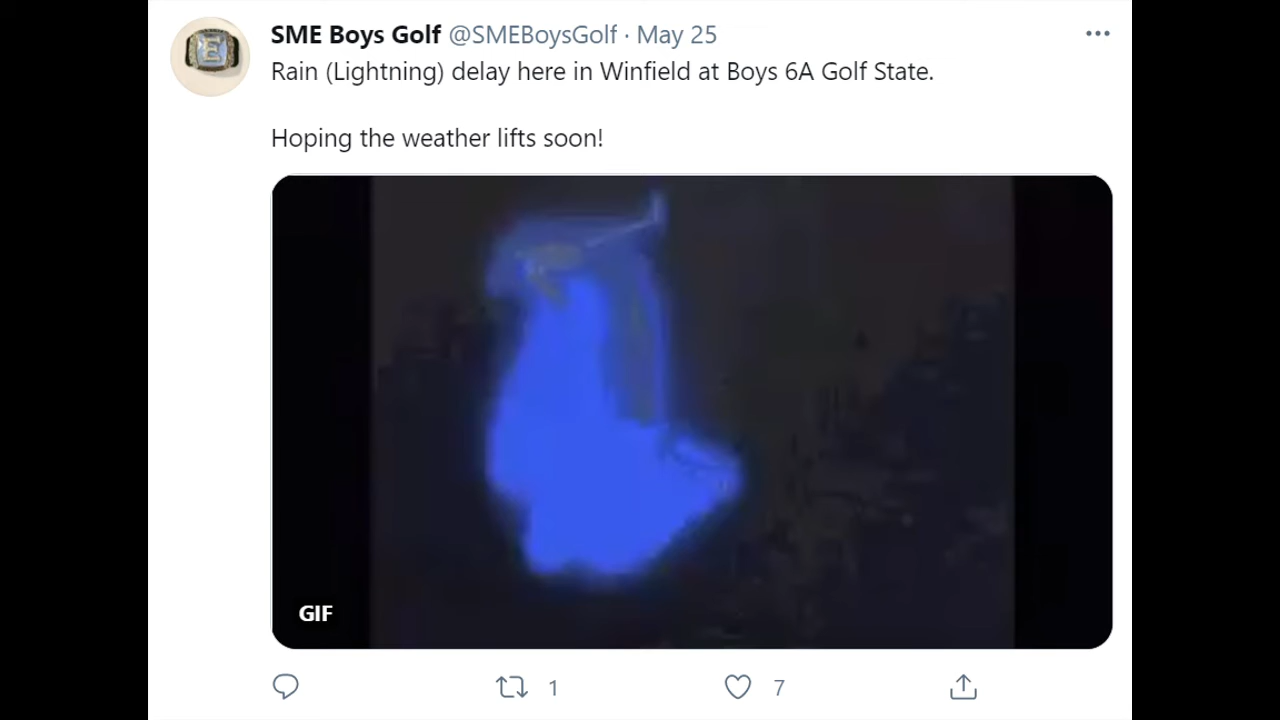 SME Boys Golf @SMEBoysGolf · May 25
Rain (Lightning) delay here in Winfield at Boys 6A Golf State.
Hoping the weather lifts soon!
E
GIF
1
7